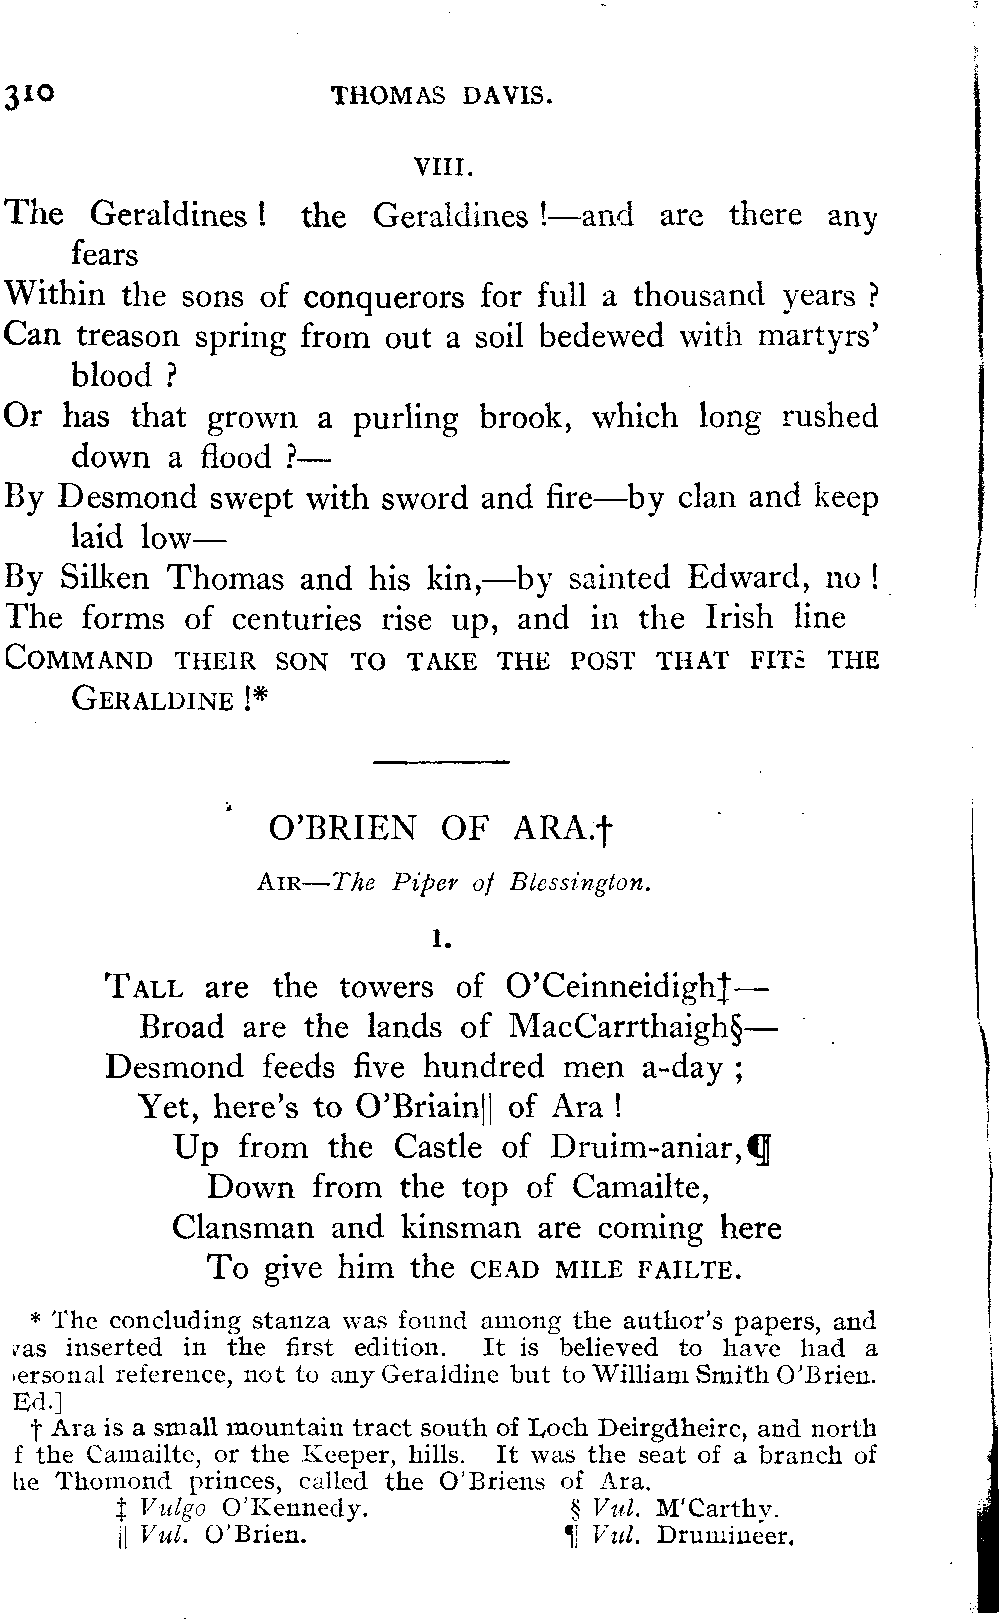 310 THOMAS DAVIS.
VIII.
The Geraldines ! the Geraldines !—and are there any
fears
Within the sons of conquerors for full a thousand years ?
Can treason spring from out a soil bedewed with martyrs’
blood ?
Or has that grown a purling brook, which long rushed
down a flood ?—
By Desmond swept with sword and fire—by clan and keep
laid low—
By Silken Thomas and his kin,—by sainted Edward, no !
The forms of centuries rise up, and in the Irish line
COMMAND THEIR SON TO TAKE THE POST THAT FITS THE
GERALDINE !*
O’BRIEN OF ARA.†
AIR—The Piper of Blessington.
I.
TALL are the towers of O’Ceinneidigh‡—
Broad are the lands of MacCarrthaigh§—
Desmond feeds five hundred men a-day ;
Yet, here’s to O’Briain|| of Ara !
Up from the Castle of Druim-aniar,¶
Down from the top of Camailte,
Clansman and kinsman are coming here
To give him the CEAD MILE FAILTE.
* The concluding stanza was found among the author’s papers, and
was inserted in the first edition. It is believed to have had a
personal reference, not to any Geraldine but to William Smith O’Brien.
Ed.]
† Ara is a small mountain tract south of Loch Deirgdheirc, and north
f the Camailte, or the Keeper, hills. It was the seat of a branch of
he Thomond princes, called the O’Briens of Ara.
‡ Vulgo O’Kennedy. § Vul. M‘Carthy.
|| Vul. O’Brien. ¶ Vul. Drumineer.